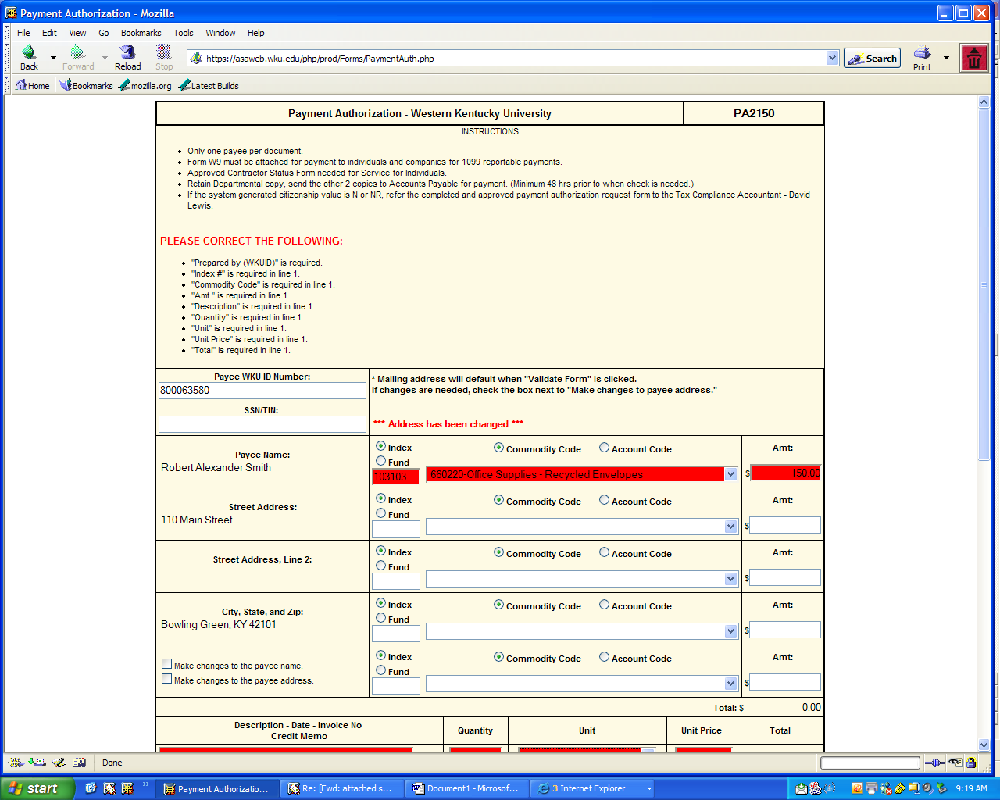 Payment Authorization - Mozilla
File Edit View Go Bookmarks Tools Window Help
Back Forward Reload Stop https://asaweb.wku.edu/php/prod/Forms/PaymentAuth.php Search Print
Home Bookmarks mozilla.org Latest Builds
Payment Authorization - Western Kentucky University PA2150
INSTRUCTIONS
• Only one payee per document.
• Form W9 must be attached for payment to individuals and companies for 1099 reportable payments.
• Approved Contractor Status Form needed for Service for Individuals.
• Retain Departmental copy, send the other 2 copies to Accounts Payable for payment. (Minimum 48 hrs prior to when check is needed.)
• If the system generated citizenship value is N or NR, refer the completed and approved payment authorization request form to the Tax Compliance Accountant - David
Lewis.
PLEASE CORRECT THE FOLLOWING:
• "Prepared by (WKUID)" is required.
• "Index #" is required in line 1.
• "Commodity Code" is required in line 1.
• "Amt." is required in line 1.
• "Description" is required in line 1.
• "Quantity" is required in line 1.
• "Unit" is required in line 1.
• "Unit Price" is required in line 1.
• "Total" is required in line 1.
Payee WKU ID Number:
800063580
SSN/TIN:
* Mailing address will default when "Validate Form" is clicked.
If changes are needed, check the box next to "Make changes to payee address."
*** Address has been changed ***
Payee Name:
Robert Alexander Smith
Index
Fund
103103
Commodity Code Account Code
660220-Office Supplies - Recycled Envelopes
Amt:
$ 150.00
Street Address:
110 Main Street
Index
Fund
Commodity Code Account Code
Amt:
$
Street Address, Line 2:
Index
Fund
Commodity Code Account Code
Amt:
$
City, State, and Zip:
Bowling Green, KY 42101
Index
Fund
Commodity Code Account Code
Amt:
$
Make changes to the payee name.
Make changes to the payee address.
Index
Fund
Commodity Code Account Code
Amt:
$
Total: $ 0.00
Description - Date - Invoice No
Credit Memo
Quantity Unit Unit Price Total
Done
start » Payment Authorizatio... Re: [Fwd: attached s... Document1 - Microsof... 3 Internet Explorer 9:19 AM